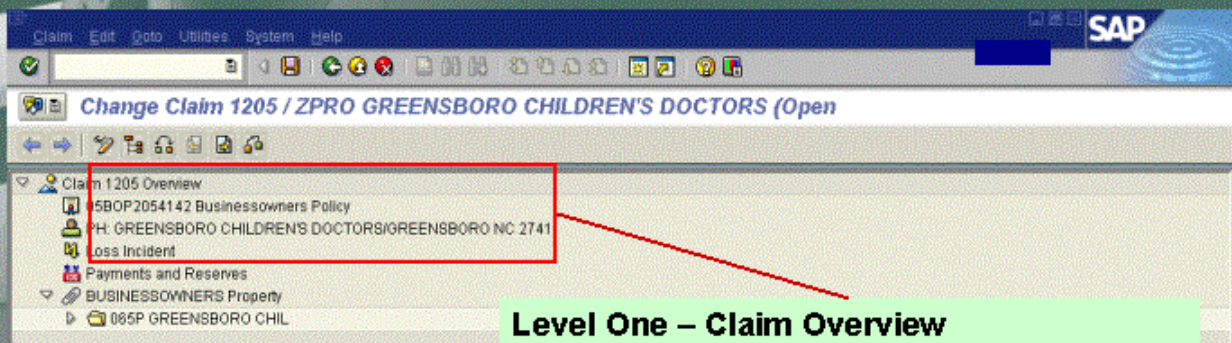 Claim Edit Goto Utilities System Help
SAP
Change Claim 1205 / ZPRO GREENSBORO CHILDREN'S DOCTORS (Open
Claim 1205 Overview
05BOP2054142 Businessowners Policy
PH: GREENSBORO CHILDREN'S DOCTORS/GREENSBORO NC 2741
Loss Incident
Payments and Reserves
BUSINESSOWNERS Property
065P GREENSBORO CHIL
Level One – Claim Overview